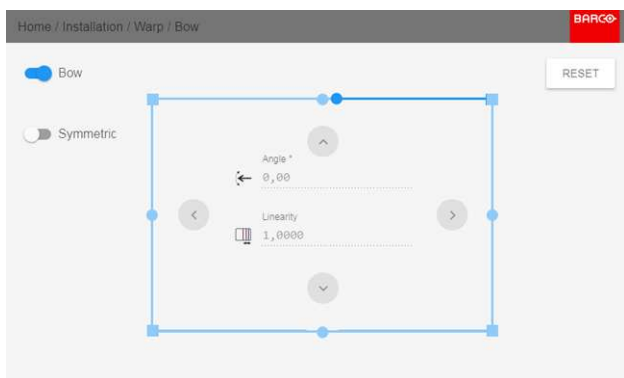 Home / Installation / Warp / Bow
BARCO
Bow
RESET
Symmetric
Angle *
0,00
Linearity
1,0000